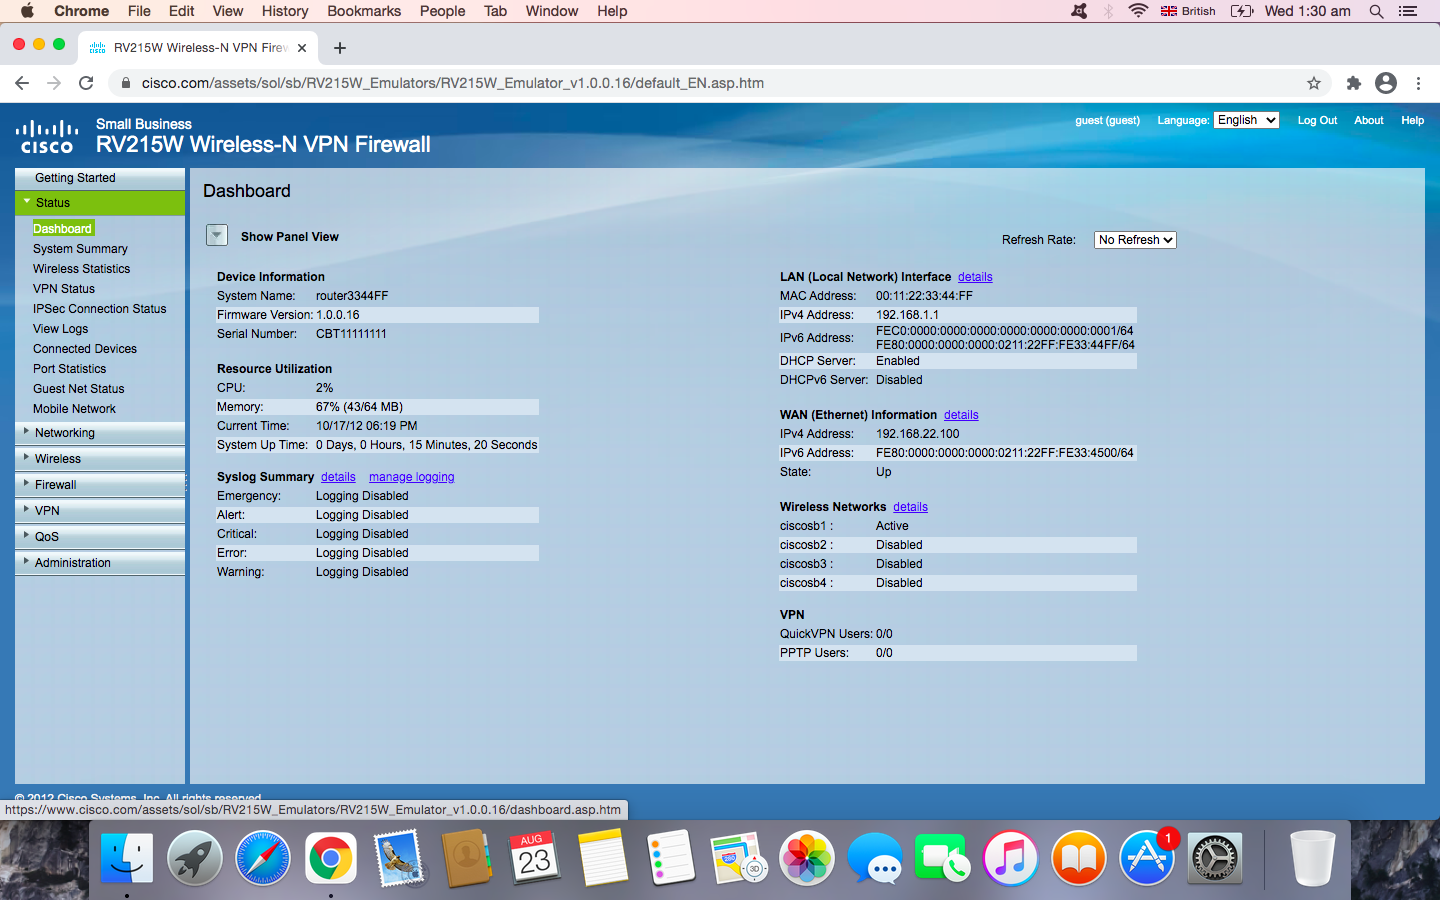 Chrome File Edit View History Bookmarks People Tab Window Help British Wed 1:30 am
RV215W Wireless-N VPN Firew
cisco.com/assets/sol/sb/RV215W_Emulators/RV215W_Emulator_v1.0.0.16/default_EN.asp.htm
cisco
Small Business
RV215W Wireless-N VPN Firewall
guest (guest) Language: English Log Out About Help
Getting Started
Status
Dashboard
System Summary
Wireless Statistics
VPN Status
IPSec Connection Status
View Logs
Connected Devices
Port Statistics
Guest Net Status
Mobile Network
Networking
Wireless
Firewall
VPN
QoS
Administration
Dashboard
Show Panel View
Refresh Rate: No Refresh
Device Information
System Name: router3344FF
Firmware Version: 1.0.0.16
Serial Number: CBT11111111
Resource Utilization
CPU: 2%
Memory: 67% (43/64 MB)
Current Time: 10/17/12 06:19 PM
System Up Time: 0 Days, 0 Hours, 15 Minutes, 20 Seconds
Syslog Summary details manage logging
Emergency: Logging Disabled
Alert: Logging Disabled
Critical: Logging Disabled
Error: Logging Disabled
Warning: Logging Disabled
LAN (Local Network) Interface details
MAC Address: 00:11:22:33:44:FF
IPv4 Address: 192.168.1.1
IPv6 Address: FEC0:0000:0000:0000:0000:0000:0000:0001/64
FE80:0000:0000:0000:0211:22FF:FE33:44FF/64
DHCP Server: Enabled
DHCPv6 Server: Disabled
WAN (Ethernet) Information details
IPv4 Address: 192.168.22.100
IPv6 Address: FE80:0000:0000:0000:0211:22FF:FE33:4500/64
State: Up
Wireless Networks details
ciscosb1 : Active
ciscosb2 : Disabled
ciscosb3 : Disabled
ciscosb4 : Disabled
VPN
QuickVPN Users: 0/0
PPTP Users: 0/0
© 2012 Cisco Systems, Inc. All rights reserved.
https://www.cisco.com/assets/sol/sb/RV215W_Emulators/RV215W_Emulator_v1.0.0.16/dashboard.asp.htm
AUG
23
280
3D
1